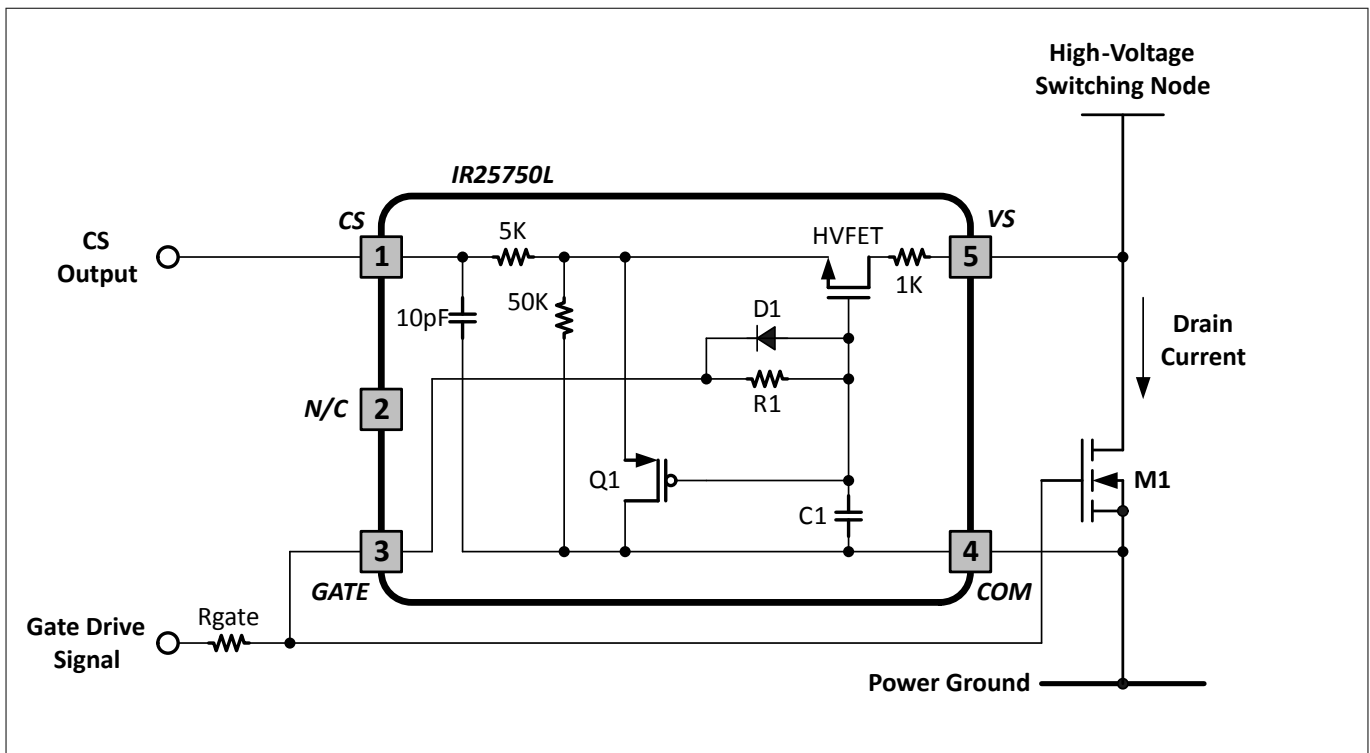 High-Voltage
Switching Node
IR25750L
CS
VS
CS
Output
1
5K
HVFET
1K
5
50K
10pF
D1
Drain
Current
R1
N/C
2
Q1
M1
C1
3
4
GATE
COM
Rgate
Gate Drive
Signal
Power Ground